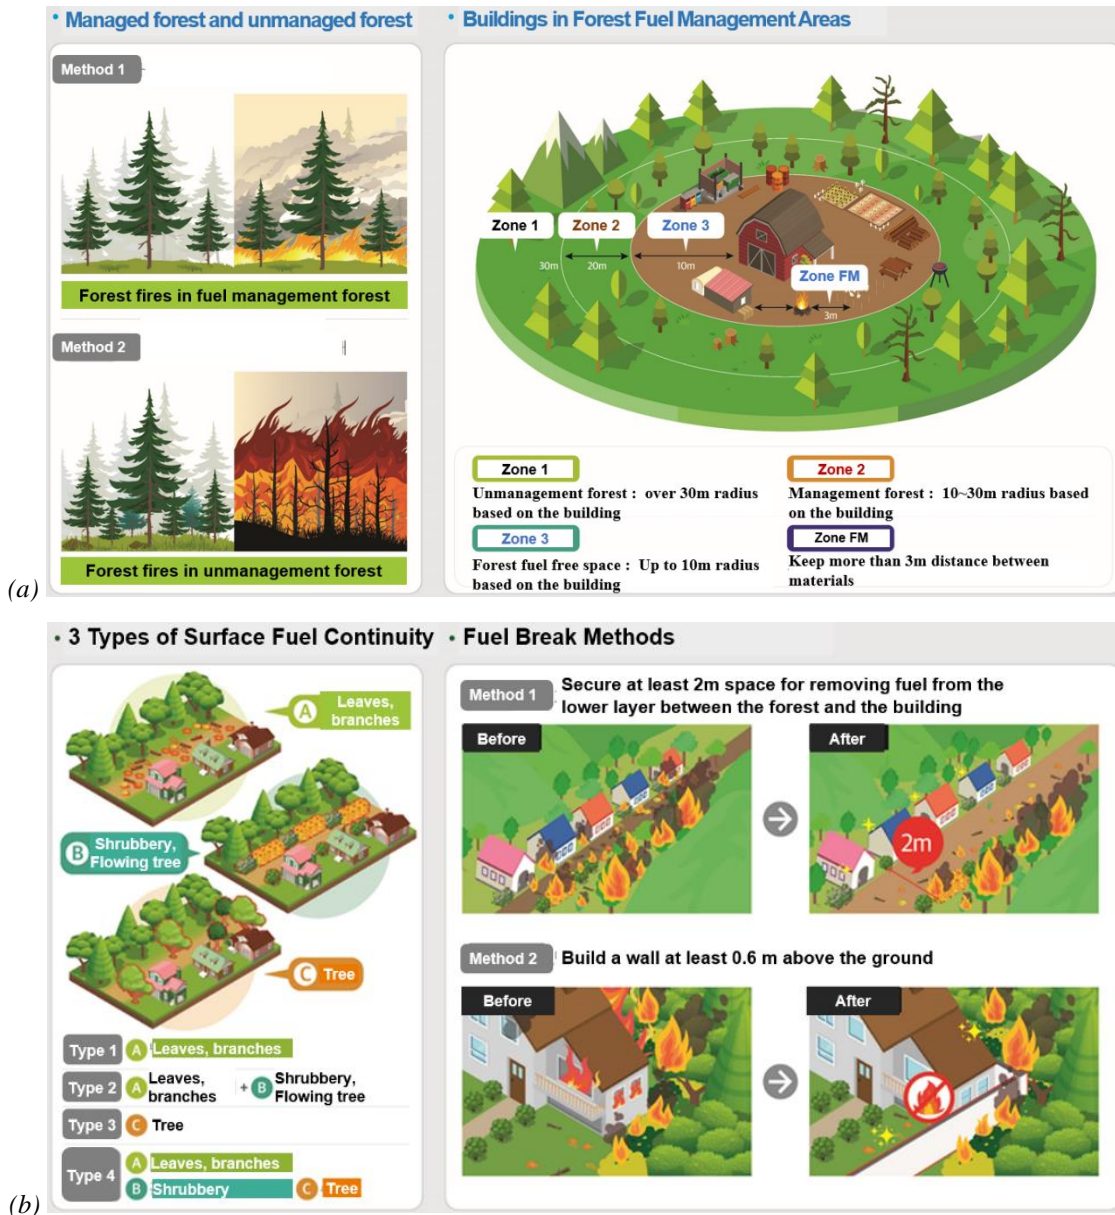 • Managed forest and unmanaged forest
Method 1
Forest fires in fuel management forest
Method 2
Forest fires in unmanagement forest
• Buildings in Forest Fuel Management Areas
Zone 1
Zone 2
Zone 3
30m
20m
10m
Zone FM
3m
Zone 1
Unmanagement forest : over 30m radius
based on the building
Zone 2
Management forest : 10~30m radius based
on the building
Zone 3
Forest fuel free space : Up to 10m radius
based on the building
Zone FM
Keep more than 3m distance between
materials
(a)
• 3 Types of Surface Fuel Continuity
A Leaves,
branches
B Shrubbery,
Flowing tree
C Tree
Type 1 A Leaves, branches
Type 2 A Leaves,
branches
+ B Shrubbery,
Flowing tree
Type 3 C Tree
Type 4 A Leaves, branches
B Shrubbery C Tree
• Fuel Break Methods
Method 1 Secure at least 2m space for removing fuel from the
lower layer between the forest and the building
Before
After
2m
Method 2 Build a wall at least 0.6 m above the ground
Before
After
(b)